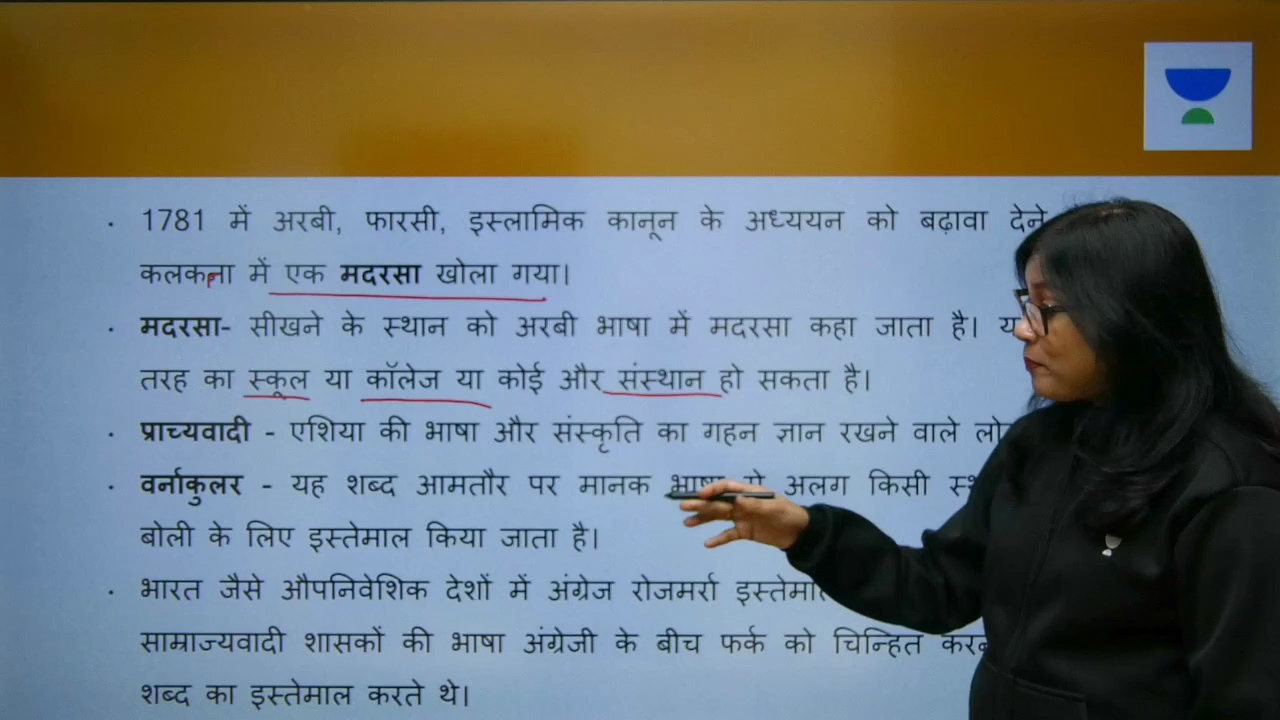 • 1781 में अरबी, फारसी, इस्लामिक कानून के अध्ययन को बढ़ावा देने
कलकत्ता में एक मदरसा खोला गया।
• मदरसा- सीखने के स्थान को अरबी भाषा में मदरसा कहा जाता है।
तरह का स्कूल या कॉलेज या कोई और संस्थान हो सकता है।
• प्राच्यवादी - एशिया की भाषा और संस्कृति का गहन ज्ञान रखने वाले
• वर्नाकुलर - यह शब्द आमतौर पर मानक भाषा से अलग किसी
बोली के लिए इस्तेमाल किया जाता है।
• भारत जैसे औपनिवेशिक देशों में अंग्रेज रोजमर्रा
साम्राज्यवादी शासकों की भाषा अंग्रेजी के बीच फर्क को चिन्हित
शब्द का इस्तेमाल करते थे।